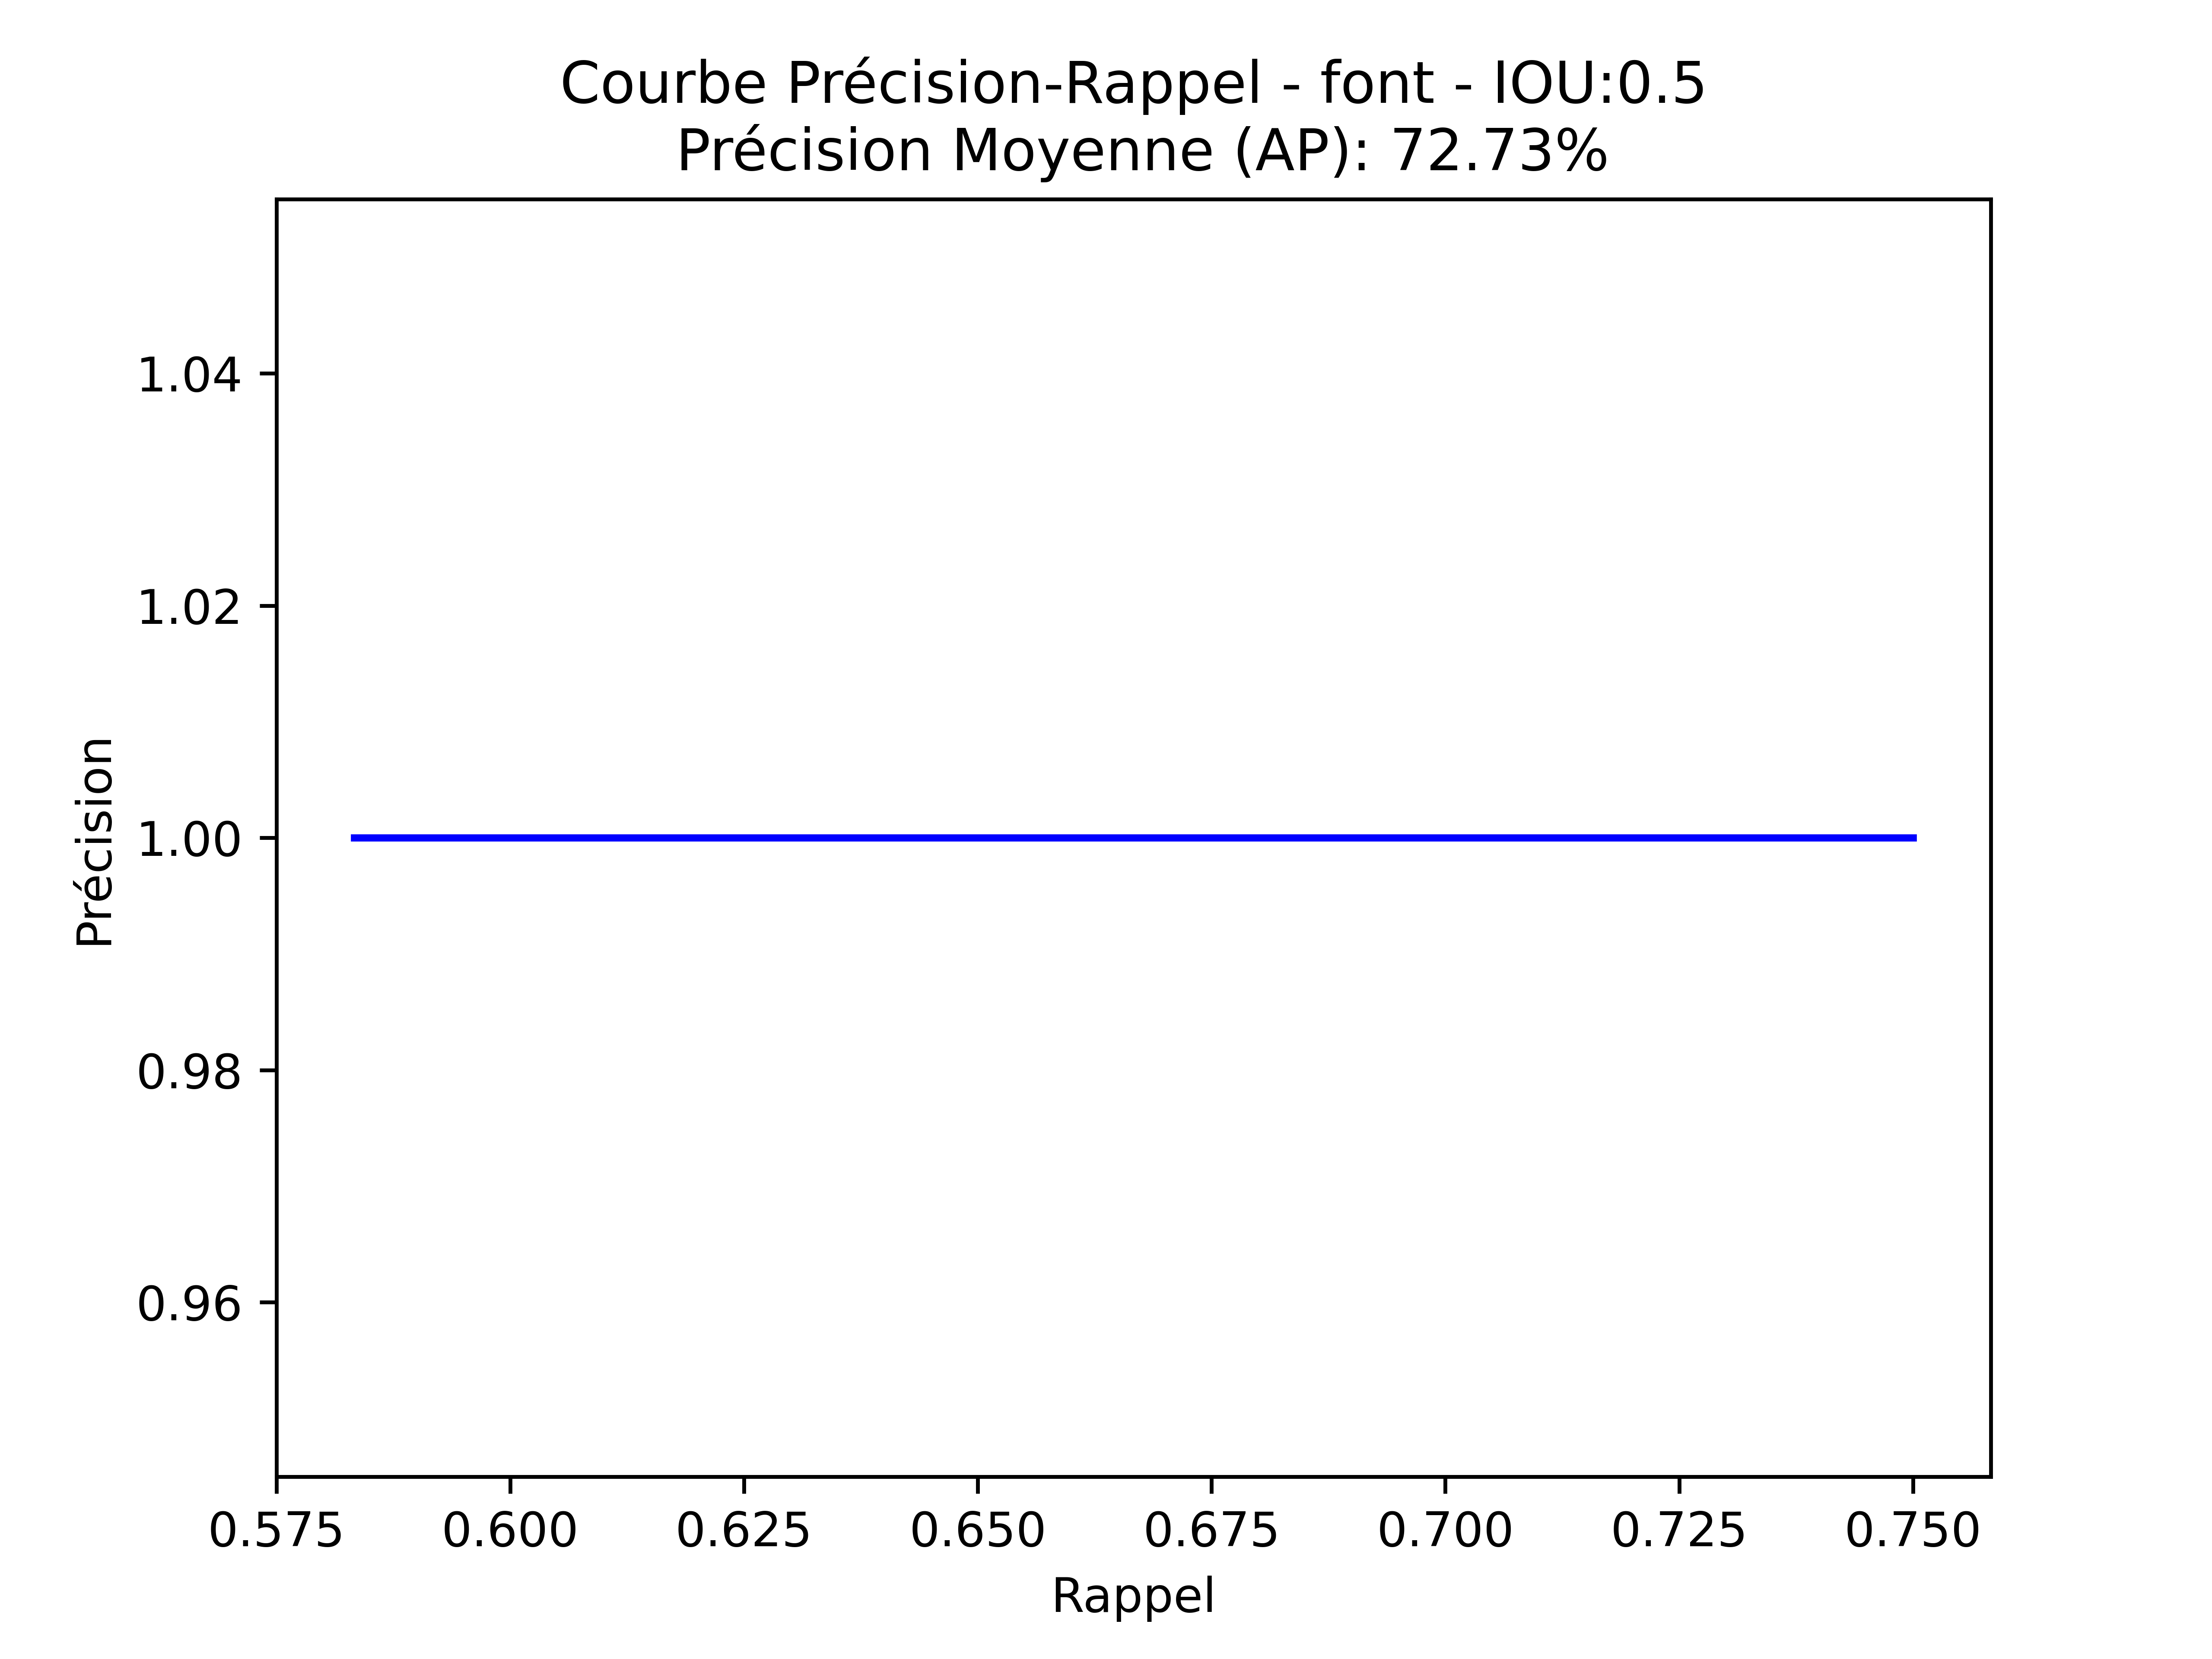 Courbe Précision-Rappel - font - IOU:0.5
Précision Moyenne (AP): 72.73%
1.04
1.02
1.00
0.98
0.96
Précision
0.575 0.600 0.625 0.650 0.675 0.700 0.725 0.750
Rappel